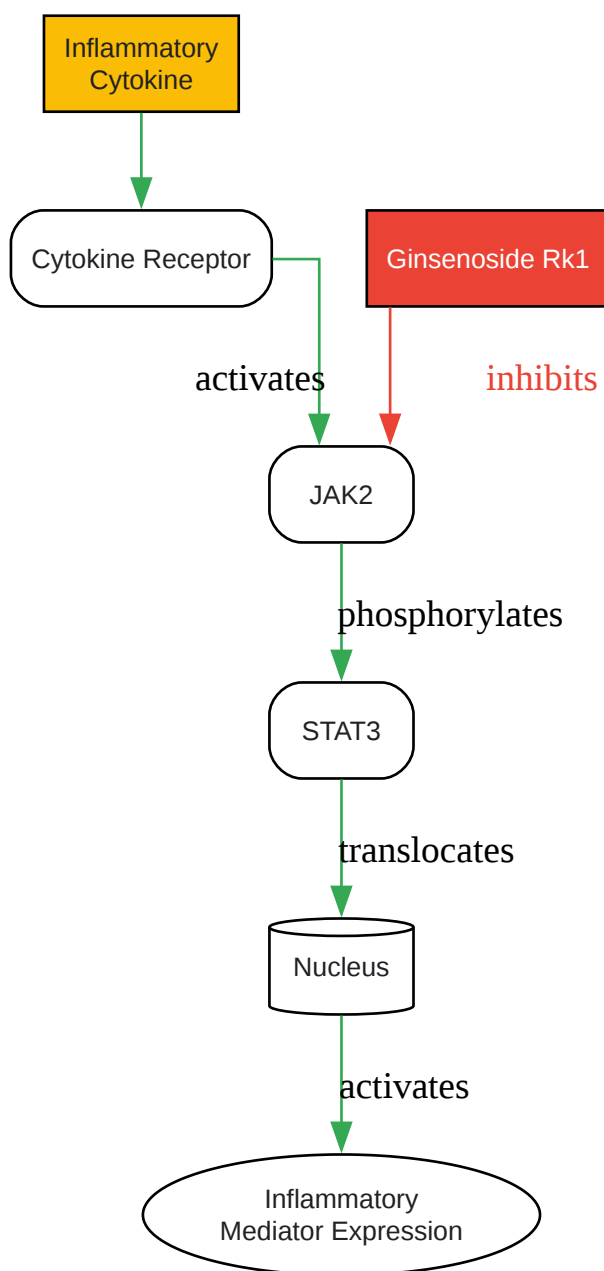 Inflammatory
Cytokine
Cytokine Receptor
Ginsenoside Rk1
activates
inhibits
JAK2
phosphorylates
STAT3
translocates
Nucleus
activates
Inflammatory
Mediator Expression